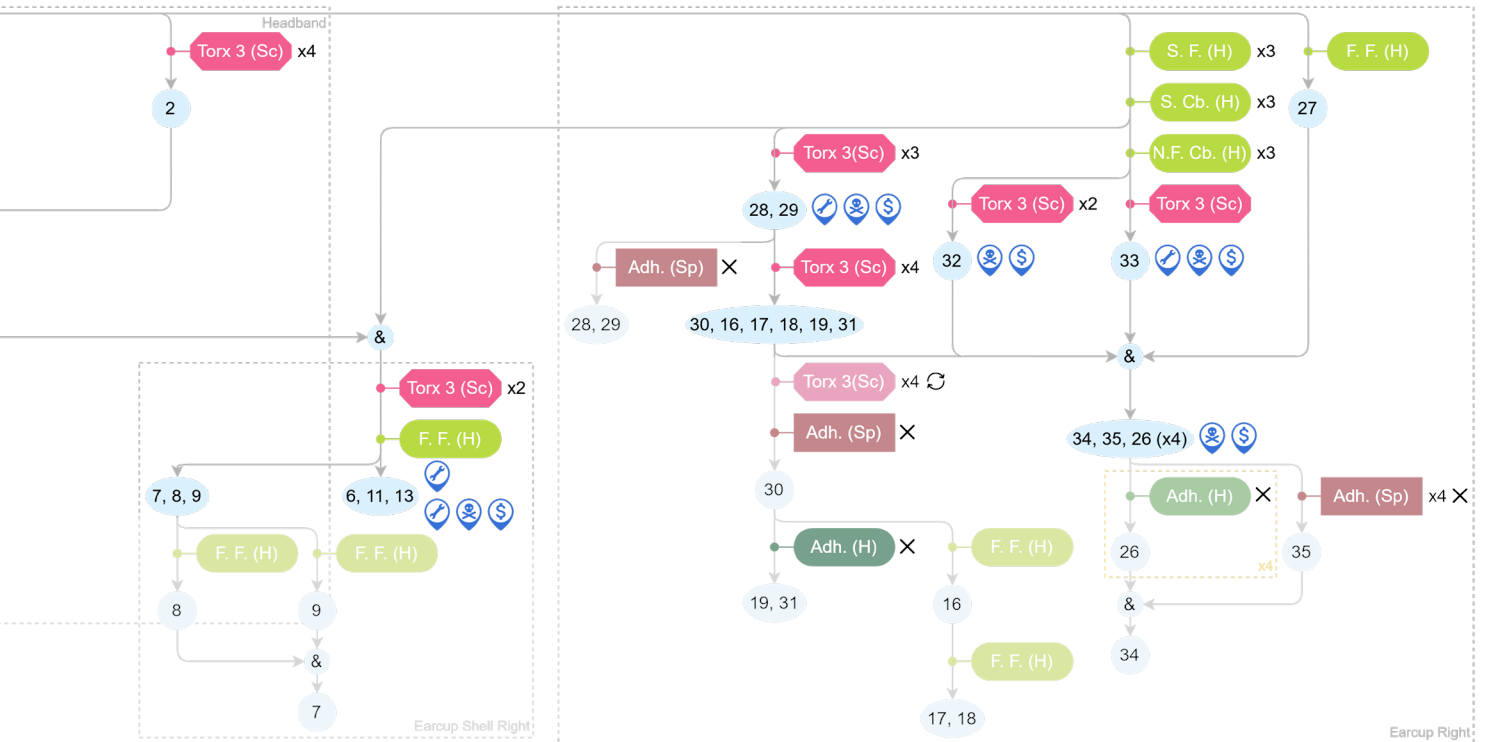 Headband
Torx 3 (Sc) x4
S. F. (H) x3
F. F. (H)
2
S. Cb. (H) x3
27
Torx 3(Sc) x3
N.F. Cb. (H) x3
28, 29
$
Torx 3 (Sc) x2
Torx 3 (Sc)
Adh. (Sp)
Torx 3 (Sc) x4
32
$
33
$
28, 29
30, 16, 17, 18, 19, 31
&
&
Torx 3 (Sc) x2
Torx 3(Sc) x4
F. F. (H)
Adh. (Sp)
34, 35, 26 (x4)
$
7, 8, 9
6, 11, 13
$
30
Adh. (H)
Adh. (Sp) x4
F. F. (H)
F. F. (H)
Adh. (H)
F. F. (H)
26
x4
35
8
9
19, 31
16
&
&
F. F. (H)
34
7
17, 18
Earcup Shell Right
Earcup Right